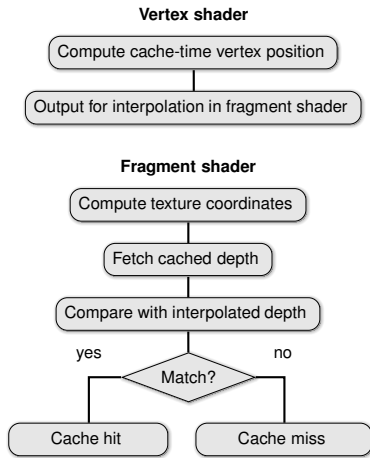 Vertex shader
Compute cache-time vertex position
Output for interpolation in fragment shader
Fragment shader
Compute texture coordinates
Fetch cached depth
Compare with interpolated depth
yes
no
Match?
Cache hit
Cache miss